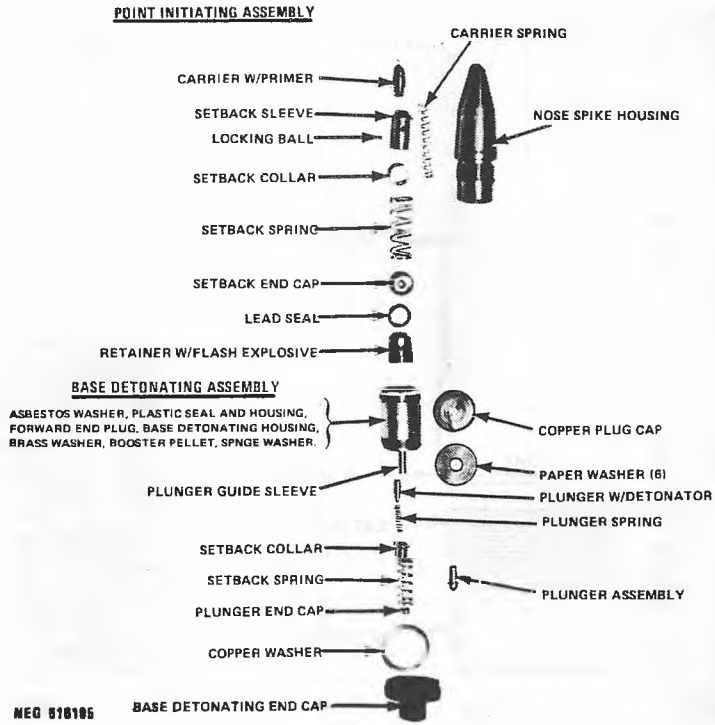 POINT INITIATING ASSEMBLY
CARRIER SPRING
CARRIER W/PRIMER
SETBACK SLEEVE
NOSE SPIKE HOUSING
LOCKING BALL
SETBACK COLLAR
SETBACK SPRING
SETBACK END CAP
LEAD SEAL
RETAINER W/FLASH EXPLOSIVE
BASE DETONATING ASSEMBLY
ASBESTOS WASHER, PLASTIC SEAL AND HOUSING,
FORWARD END PLUG, BASE DETONATING HOUSING,
BRASS WASHER, BOOSTER PELLET, SPNGE WASHER.
COPPER PLUG CAP
PAPER WASHER (6)
PLUNGER GUIDE SLEEVE
PLUNGER W/DETONATOR
PLUNGER SPRING
SETBACK COLLAR
SETBACK SPRING
PLUNGER ASSEMBLY
PLUNGER END CAP
COPPER WASHER
NEG 516195
BASE DETONATING END CAP